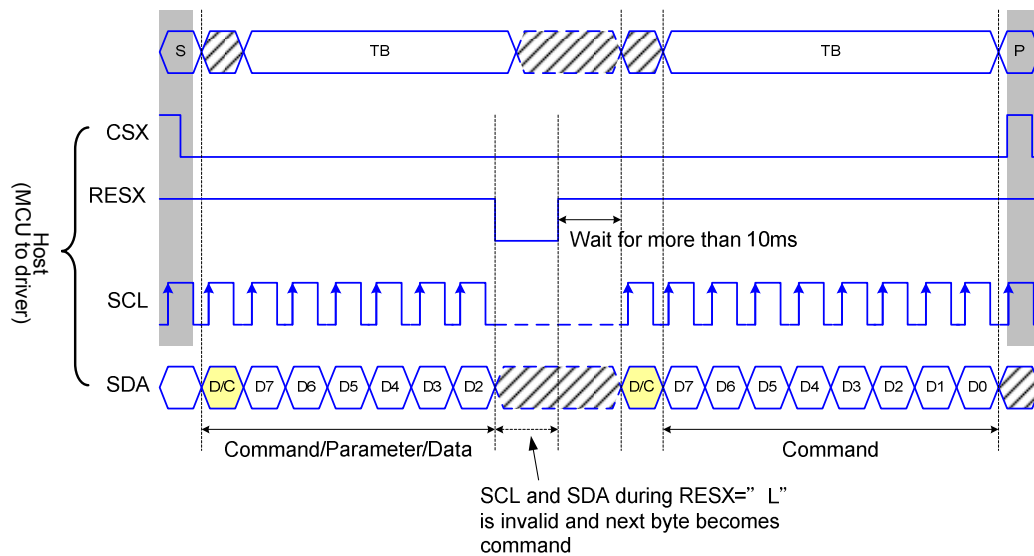 S
TB
TB
P
CSX
RESX
Wait for more than 10ms
Host
(MCU to driver)
SCL
SDA
D/C D7 D6 D5 D4 D3 D2 D/C D7 D6 D5 D4 D3 D2 D1 D0
Command/Parameter/Data
Command
SCL and SDA during RESX=” L”
is invalid and next byte becomes
command